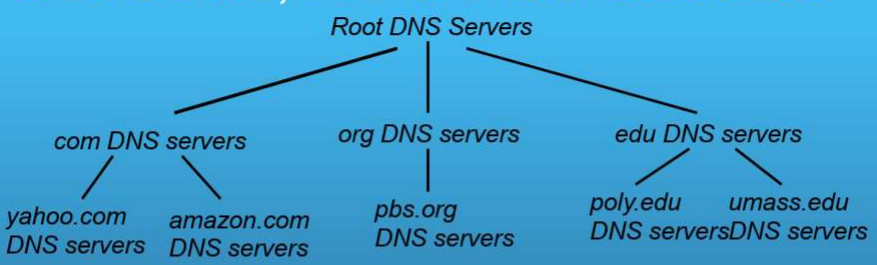 Root DNS Servers
com DNS servers
org DNS servers
edu DNS servers
yahoo.com
DNS servers
amazon.com
DNS servers
pbs.org
DNS servers
poly.edu
DNS servers
umass.edu
DNS servers